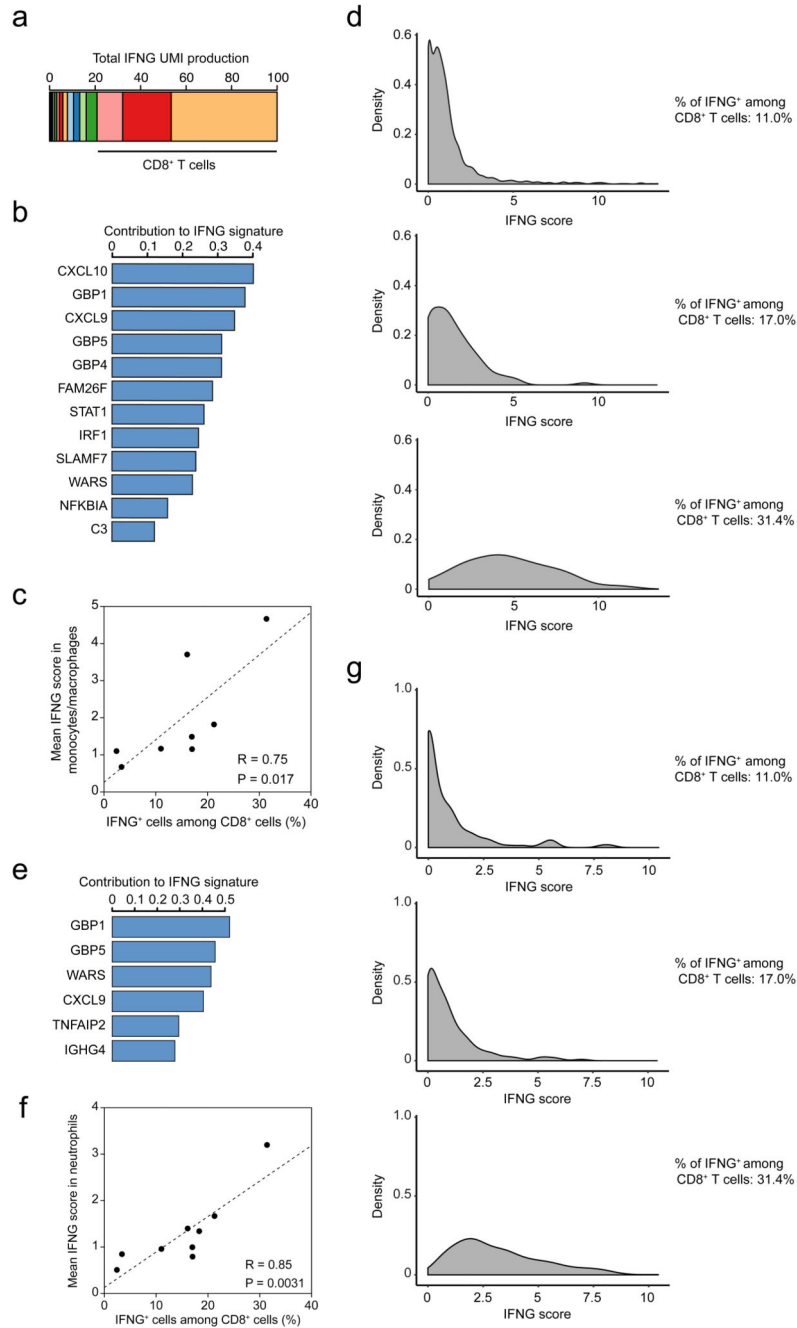 a
Total IFNG UMI production
0 20 40 60 80 100
CD8⁺ T cells
b
Contribution to IFNG signature
0 0.1 0.2 0.3 0.4
CXCL10
GBP1
CXCL9
GBP5
GBP4
FAM26F
STAT1
IRF1
SLAMF7
WARS
NFKBIA
C3
c
Mean IFNG score in
monocytes/macrophages
5
4
3
2
1
0
R = 0.75
P = 0.017
0 10 20 30 40
IFNG⁺ cells among CD8⁺ cells (%)
e
Contribution to IFNG signature
0 0.1 0.2 0.3 0.4 0.5
GBP1
GBP5
WARS
CXCL9
TNFAIP2
IGHG4
f
Mean IFNG score in neutrophils
4
3
2
1
0
R = 0.85
P = 0.0031
0 10 20 30 40
IFNG⁺ cells among CD8⁺ cells (%)
d
Density
0.6
0.4
0.2
0
0 5 10
IFNG score
% of IFNG⁺ among
CD8⁺ T cells: 11.0%
Density
0.6
0.4
0.2
0
0 5 10
IFNG score
% of IFNG⁺ among
CD8⁺ T cells: 17.0%
Density
0.6
0.4
0.2
0
0 5 10
IFNG score
% of IFNG⁺ among
CD8⁺ T cells: 31.4%
g
Density
1.0
0.5
0
0 2.5 5 7.5 10
IFNG score
% of IFNG⁺ among
CD8⁺ T cells: 11.0%
Density
1.0
0.5
0
0 2.5 5 7.5 10
IFNG score
% of IFNG⁺ among
CD8⁺ T cells: 17.0%
Density
1.0
0.5
0
0 2.5 5 7.5 10
IFNG score
% of IFNG⁺ among
CD8⁺ T cells: 31.4%